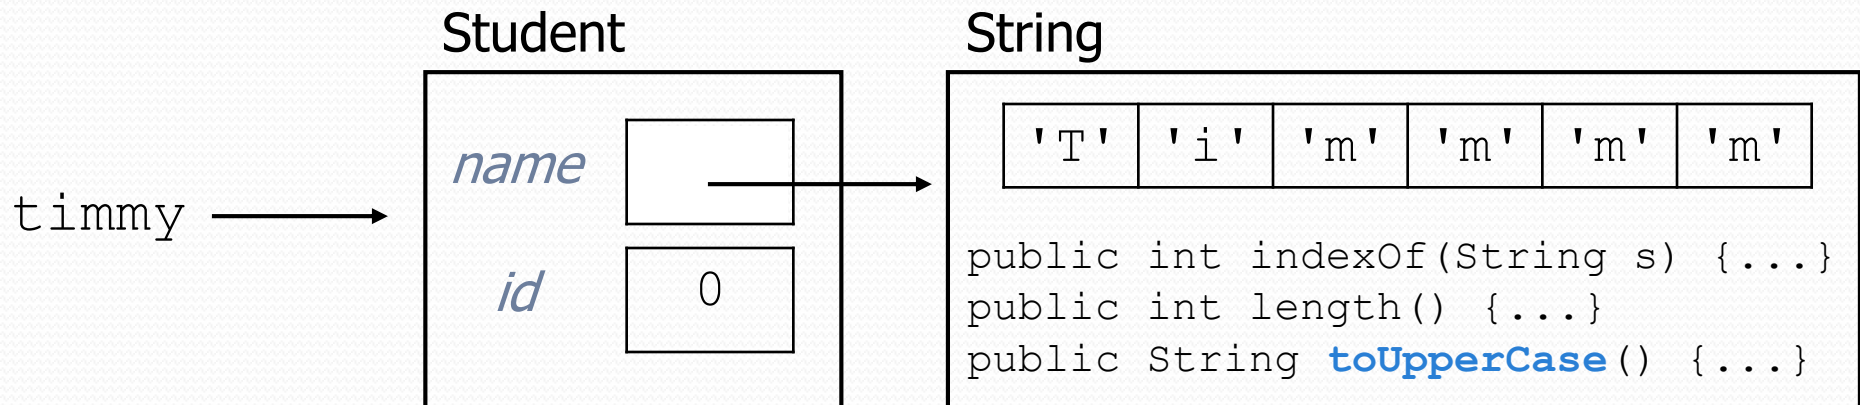 Student
String
name
timmy
id
0
'T' 'i' 'm' 'm' 'm' 'm'
public int indexOf(String s) {...}
public int length() {...}
public String toUpperCase() {...}